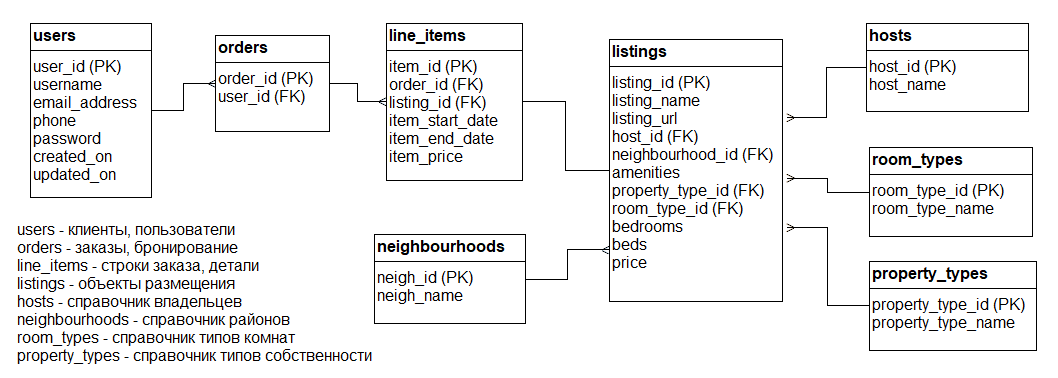 users
user_id (PK)
username
email_address
phone
password
created_on
updated_on
orders
order_id (PK)
user_id (FK)
line_items
item_id (PK)
order_id (FK)
listing_id (FK)
item_start_date
item_end_date
item_price
listings
listing_id (PK)
listing_name
listing_url
host_id (FK)
neighbourhood_id (FK)
amenities
property_type_id (FK)
room_type_id (FK)
bedrooms
beds
price
hosts
host_id (PK)
host_name
room_types
room_type_id (PK)
room_type_name
property_types
property_type_id (PK)
property_type_name
neighbourhoods
neigh_id (PK)
neigh_name
users - клиенты, пользователи
orders - заказы, бронирование
line_items - строки заказа, детали
listings - объекты размещения
hosts - справочник владельцев
neighbourhoods - справочник районов
room_types - справочник типов комнат
property_types - справочник типов собственности